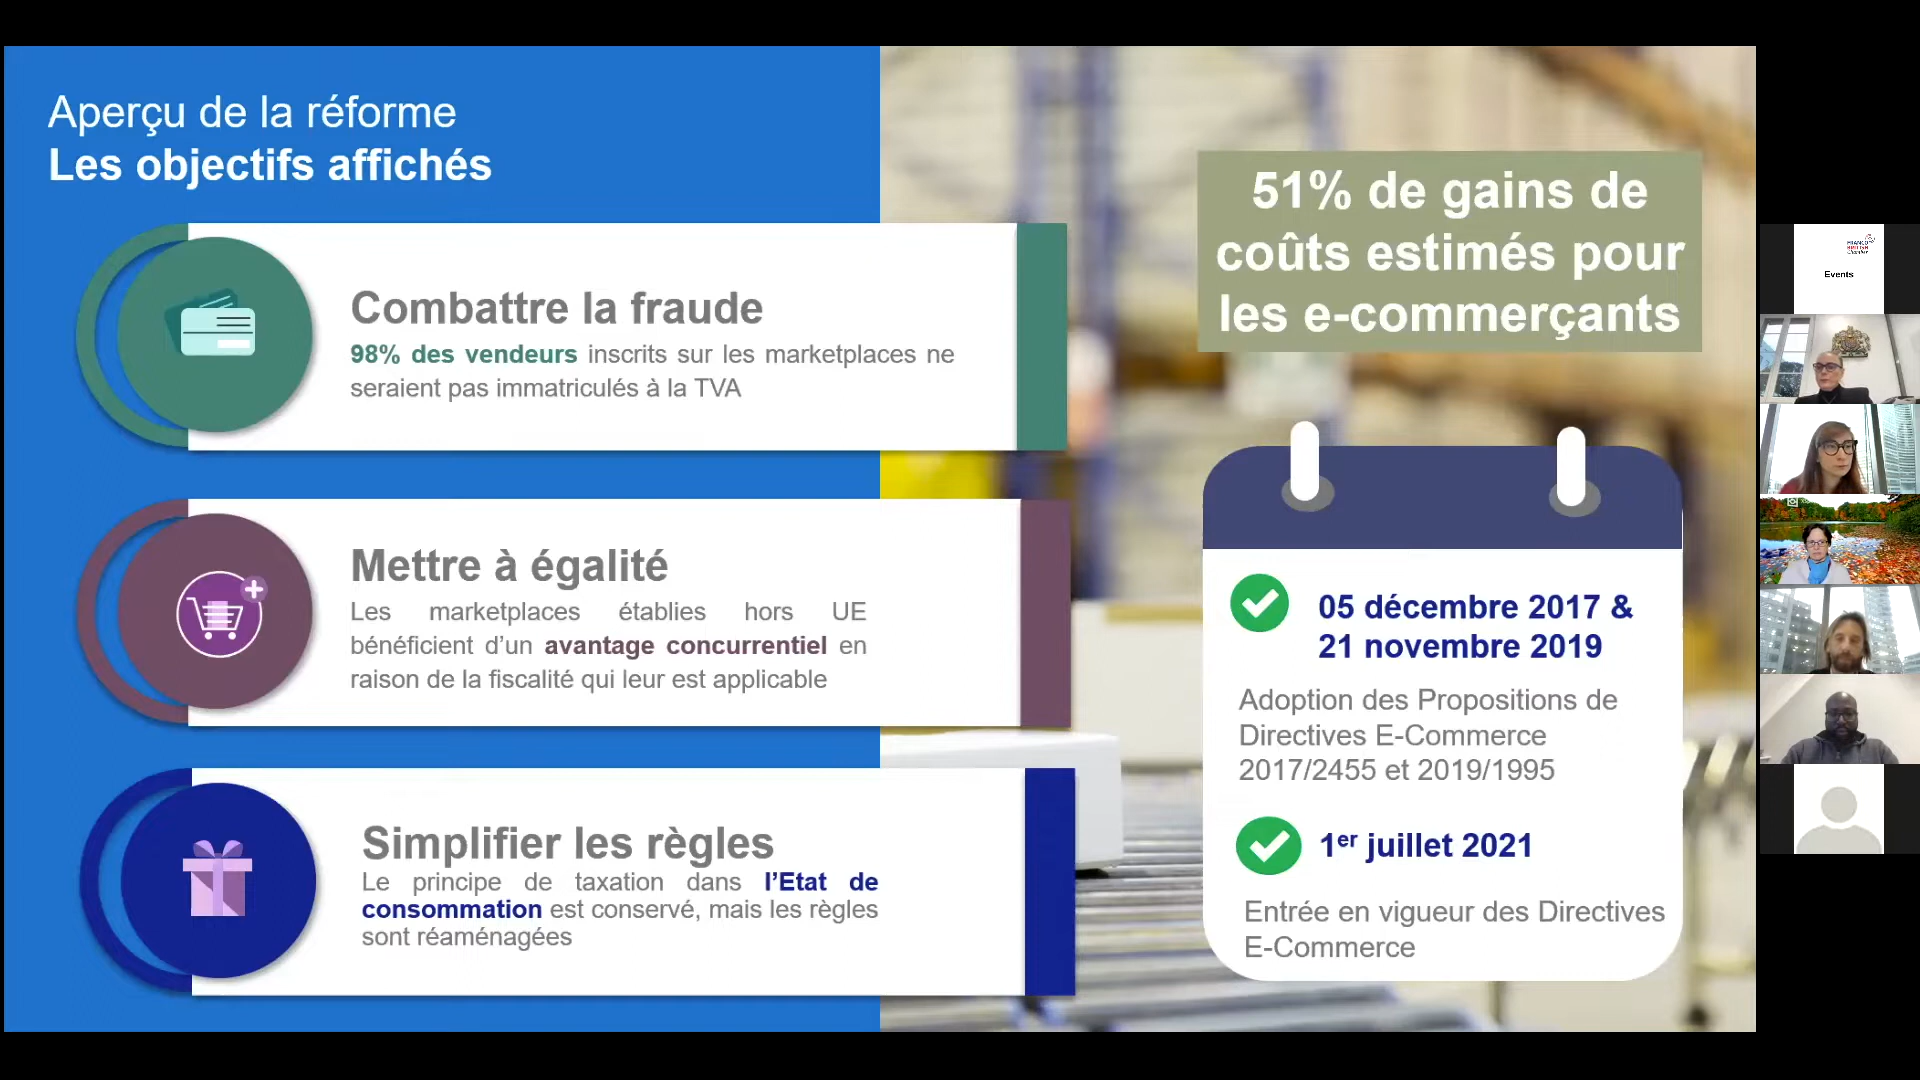 Aperçu de la réforme
Les objectifs affichés
Combattre la fraude
98% des vendeurs inscrits sur les marketplaces ne
seraient pas immatriculés à la TVA
Mettre à égalité
Les marketplaces établies hors UE
bénéficient d’un avantage concurrentiel en
raison de la fiscalité qui leur est applicable
Simplifier les règles
Le principe de taxation dans l’Etat de
consommation est conservé, mais les règles
sont réaménagées
51% de gains de
coûts estimés pour
les e-commerçants
05 décembre 2017 &
21 novembre 2019
Adoption des Propositions de
Directives E-Commerce
2017/2455 et 2019/1995
1er juillet 2021
Entrée en vigueur des Directives
E-Commerce
Events